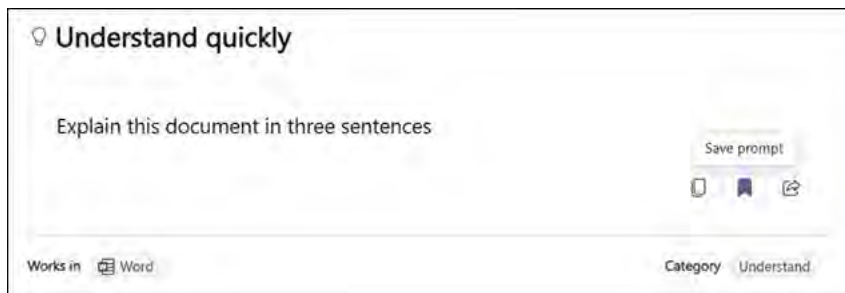 Understand quickly
Explain this document in three sentences
Save prompt
Works in Word Category Understand